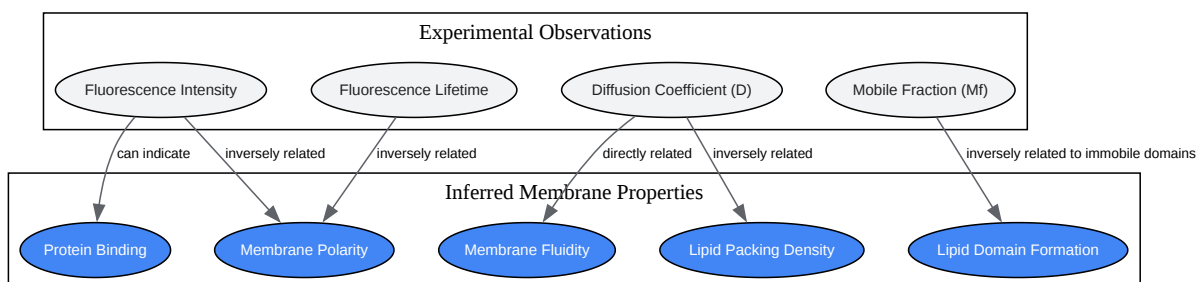 Experimental Observations
Fluorescence Intensity
Fluorescence Lifetime
Diffusion Coefficient (D)
Mobile Fraction (Mf)
can indicate
inversely related
inversely related
directly related
inversely related
inversely related to immobile domains
Inferred Membrane Properties
Protein Binding
Membrane Polarity
Membrane Fluidity
Lipid Packing Density
Lipid Domain Formation